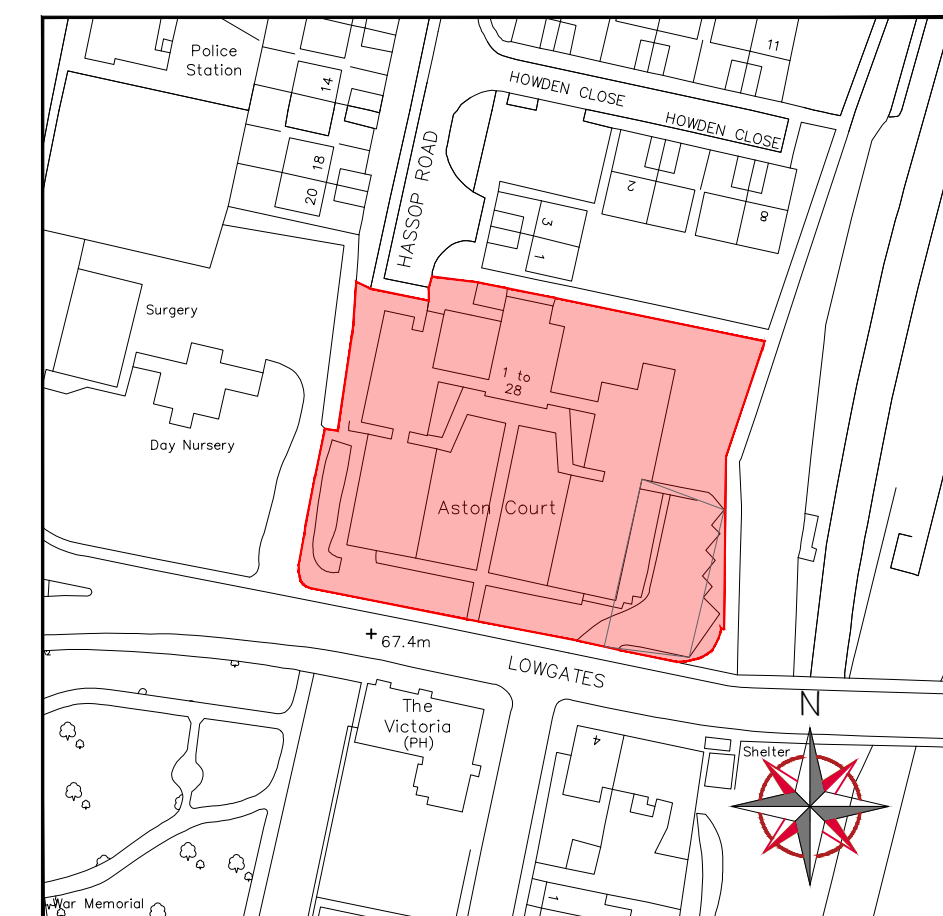 Police
Station
11
14
HOWDEN CLOSE
HOWDEN CLOSE
18
20
HASSOP ROAD
2
8
3
1
Surgery
Day Nursery
1 to
28
Aston Court
67.4m
LOWGATES
N
The
Victoria
(PH)
4
Shelter
1
War Memorial